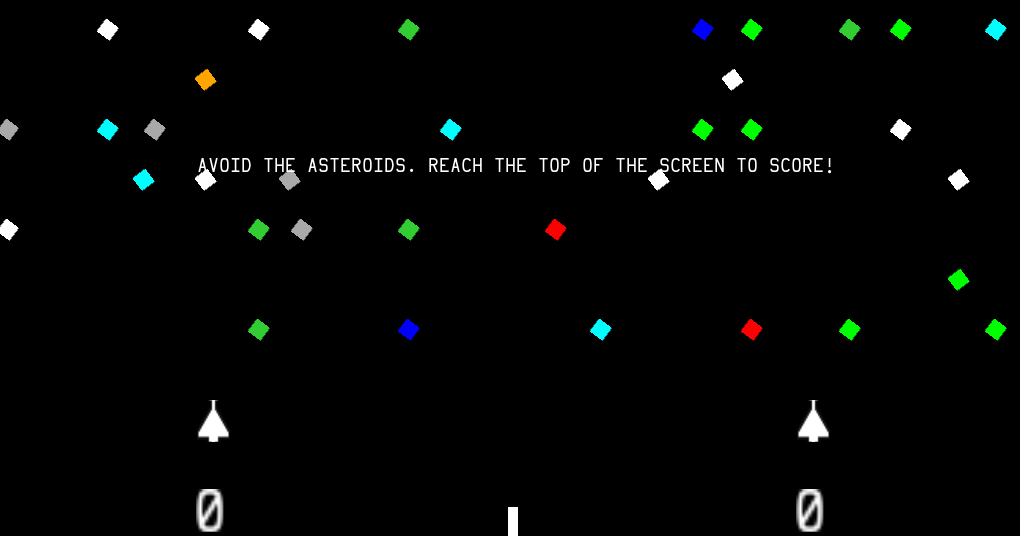 AVOID THE ASTEROIDS. REACH THE TOP OF THE SCREEN TO SCORE!
0 0